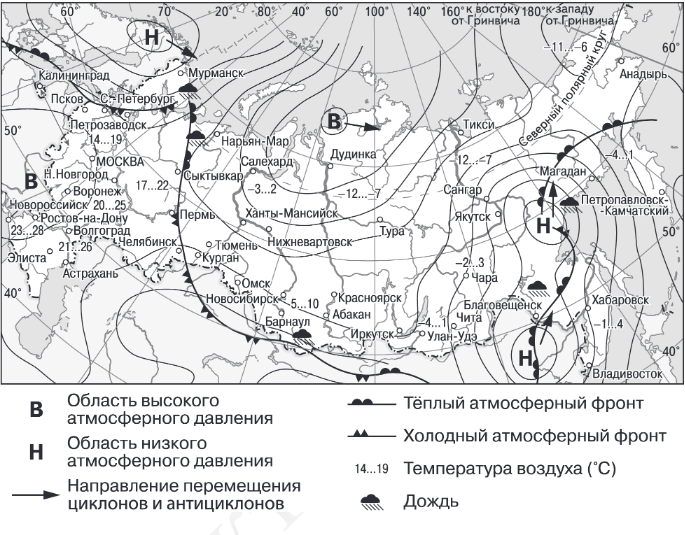 60° 70° 20° 80° 40° 60° 80° 100° 140° 180° к востоку к западу
от Гринвича от Гринвича
160° 160°
Н
−11...−6
60°
Калининград
Мурманск
Северный полярный круг
Анадырь
Псков С.-Петербург
В
Тикси
50°
Петрозаводск
14...19
Нарьян-Мар
МОСКВА
Салехард
Дудинка
−12...−7
−4...1
Магадан
В
Н.Новгород
Сыктывкар
−3...2
−12...−7
Сангар
Воронеж
17...22
Петропавловск-
Камчатский
Новороссийск 20...25
Ростов-на-Дону
Пермь
Ханты-Мансийск
Якутск
23...28
Волгоград
Тура
Н
50°
21...26
Челябинск
Тюмень
Нижневартовск
Элиста
Курган
−2...3
Астрахань
Чара
40°
Омск
Новосибирск
5...10
Красноярск
Благовещенск
Хабаровск
Барнаул
Абакан
Чита
Иркутск
−4...1
−1...4
Улан-Удэ
40°
Н
Владивосток
60° 80° 100° 120°
В Область высокого
атмосферного давления
Н Область низкого
атмосферного давления
Направление перемещения
циклонов и антициклонов
Тёплый атмосферный фронт
Холодный атмосферный фронт
14...19 Температура воздуха (°С)
Дождь